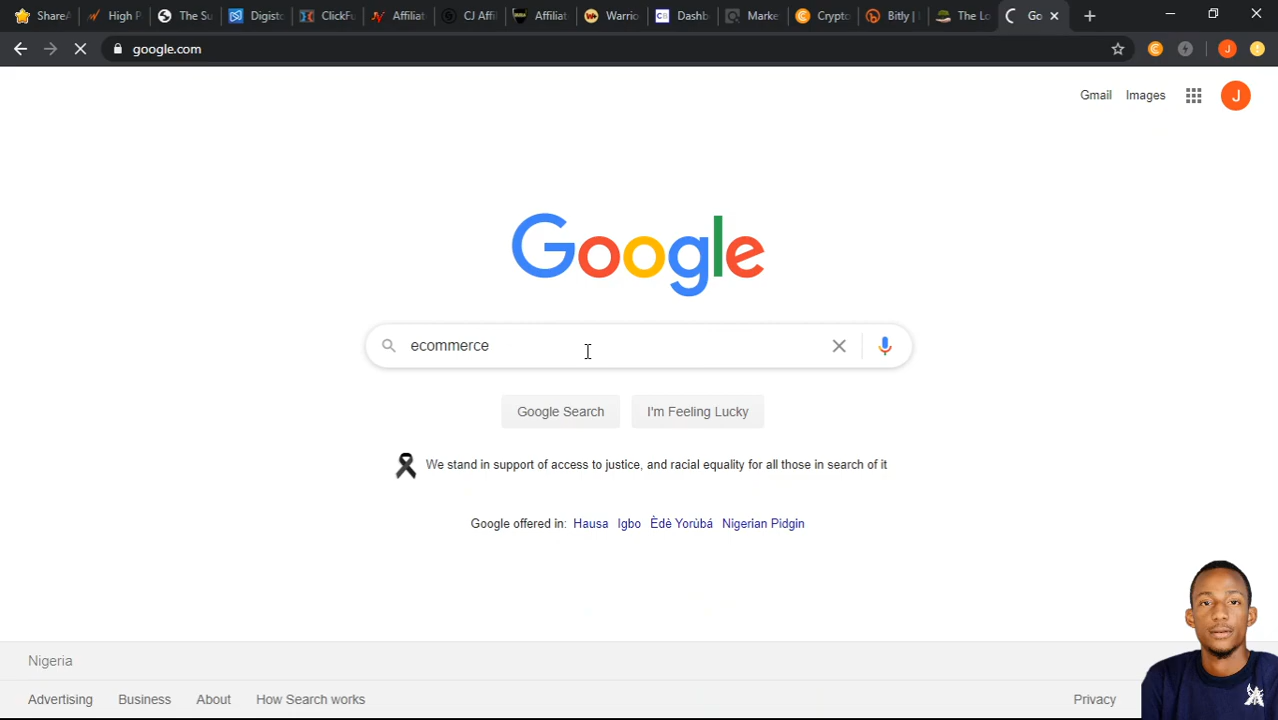 ShareA High P The Su Digisto ClickFu Affiliat CJ Affil Affiliat Warrio Dashb Marke Crypto Bitly | The Lo Go
google.com
Gmail Images J
Google
ecommerce
Google Search I'm Feeling Lucky
We stand in support of access to justice, and racial equality for all those in search of it
Google offered in: Hausa Igbo Èdè Yorùbá Nigerian Pidgin
Nigeria
Advertising Business About How Search works Privacy